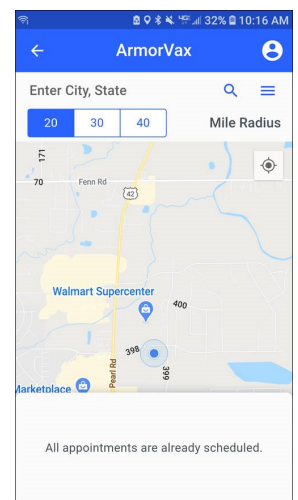 32% 10:16 AM
ArmorVax
Enter City, State
20 30 40 Mile Radius
171
70 Fenn Rd
42
Walmart Supercenter
400
398
399
Pearl Rd
Marketplace
All appointments are already scheduled.